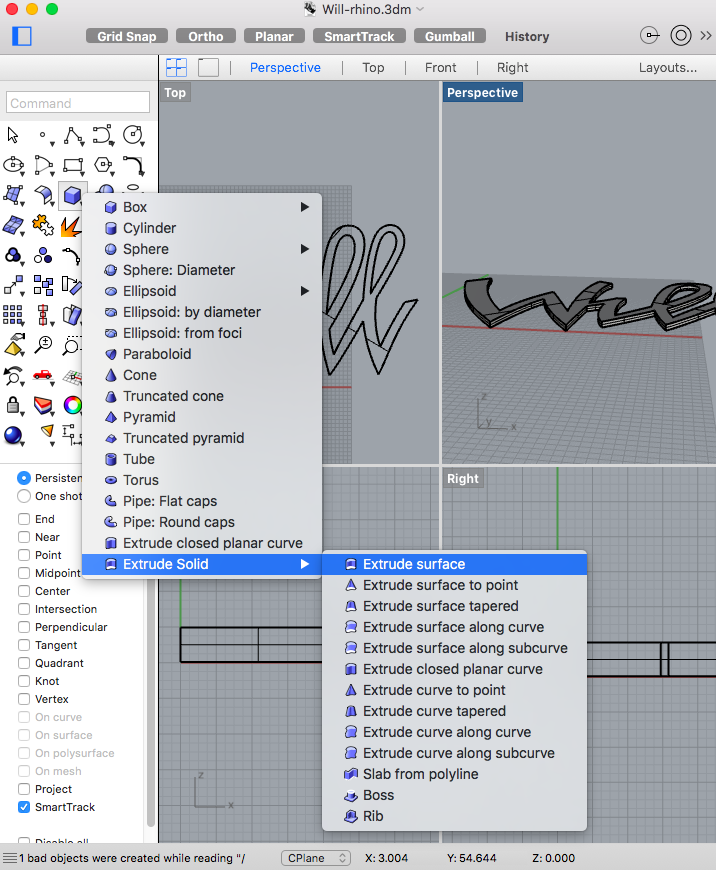 Will-rhino.3dm
Grid Snap Ortho Planar SmartTrack Gumball History
Perspective Top Front Right Layouts...
Command
Top
Perspective
Box
Cylinder
Sphere
Sphere: Diameter
Ellipsoid
Ellipsoid: by diameter
Ellipsoid: from foci
Paraboloid
Cone
Truncated cone
Pyramid
Truncated pyramid
Tube
Torus
Pipe: Flat caps
Pipe: Round caps
Extrude closed planar curve
Extrude Solid
Extrude surface
Extrude surface to point
Extrude surface tapered
Extrude surface along curve
Extrude surface along subcurve
Extrude closed planar curve
Extrude curve to point
Extrude curve tapered
Extrude curve along curve
Extrude curve along subcurve
Slab from polyline
Boss
Rib
z
y x
Right
z
x
Persisten
One shot
End
Near
Point
Midpoint
Center
Intersection
Perpendicular
Tangent
Quadrant
Knot
Vertex
On curve
On surface
On polysurface
On mesh
Project
SmartTrack
Disable all
1 bad objects were created while reading "/ CPlane X: 3.004 Y: 54.644 Z: 0.000